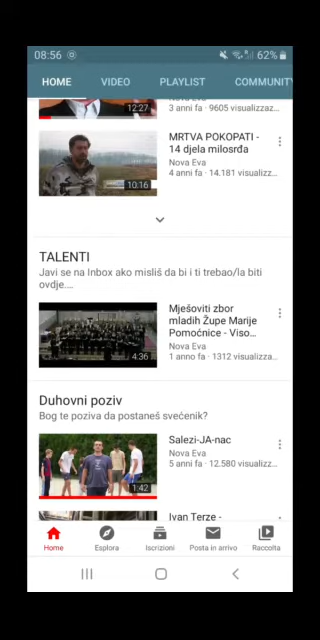 08:56
62%
HOME
VIDEO
PLAYLIST
COMMUNITY
12:27
3 anni fa · 9605 visualizzaz...
MRTVA POKOPATI -
14 djela milosrđa
Nova Eva
4 anni fa · 14.181 visualizz...
10:16
TALENTI
Javi se na Inbox ako misliš da bi i ti trebao/la biti
ovdje....
Mješoviti zbor
mladih Župe Marije
Pomoćnice - Viso...
Nova Eva
1 anno fa · 1312 visualizza...
4:36
Duhovni poziv
Bog te poziva da postaneš svećenik?
Salezi-JA-nac
Nova Eva
5 anni fa · 12.580 visualizz...
1:42
Ivan Terze -
Home
Esplora
Iscrizioni
Posta in arrivo
Raccolta